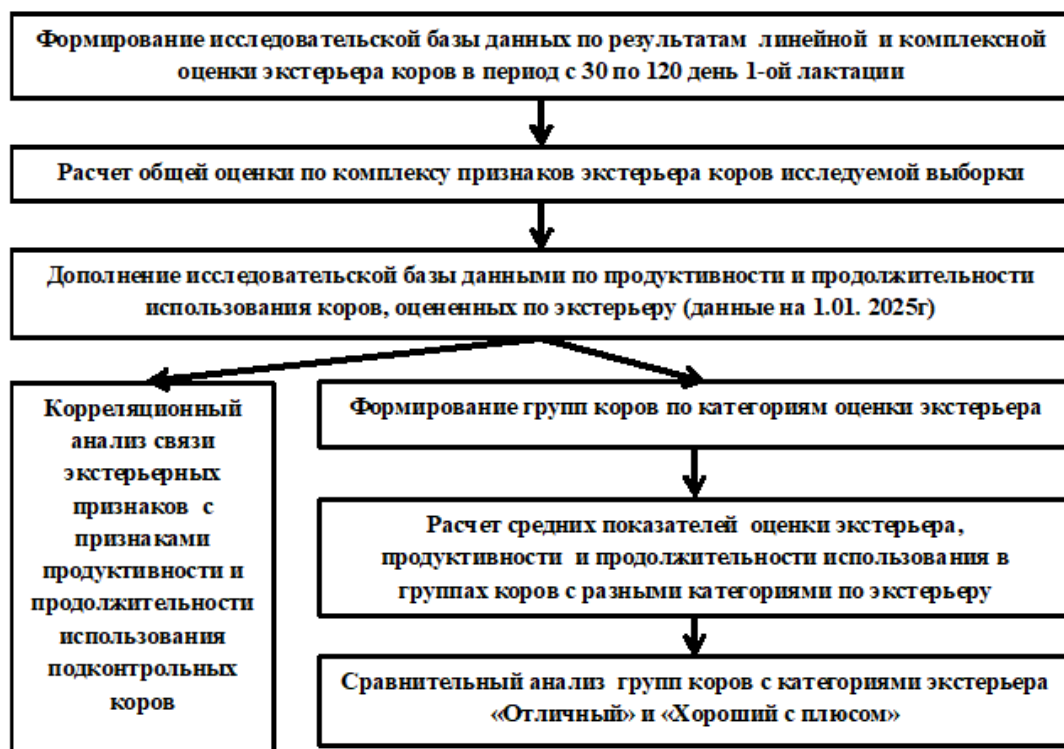 Формирование исследовательской базы данных по результатам линейной и комплексной
оценки экстерьера коров в период с 30 по 120 день 1-ой лактации
Расчет общей оценки по комплексу признаков экстерьера коров исследуемой выборки
Дополнение исследовательской базы данными по продуктивности и продолжительности
использования коров, оцененных по экстерьеру (данные на 1.01. 2025г)
Корреляционный
анализ связи
экстерьерных
признаков с
признаками
продуктивности и
продолжительности
использования
подконтрольных
коров
Формирование групп коров по категориям оценки экстерьера
Расчет средних показателей оценки экстерьера,
продуктивности и продолжительности использования в
группах коров с разными категориями по экстерьеру
Сравнительный анализ групп коров с категориями экстерьера
«Отличный» и «Хороший с плюсом»